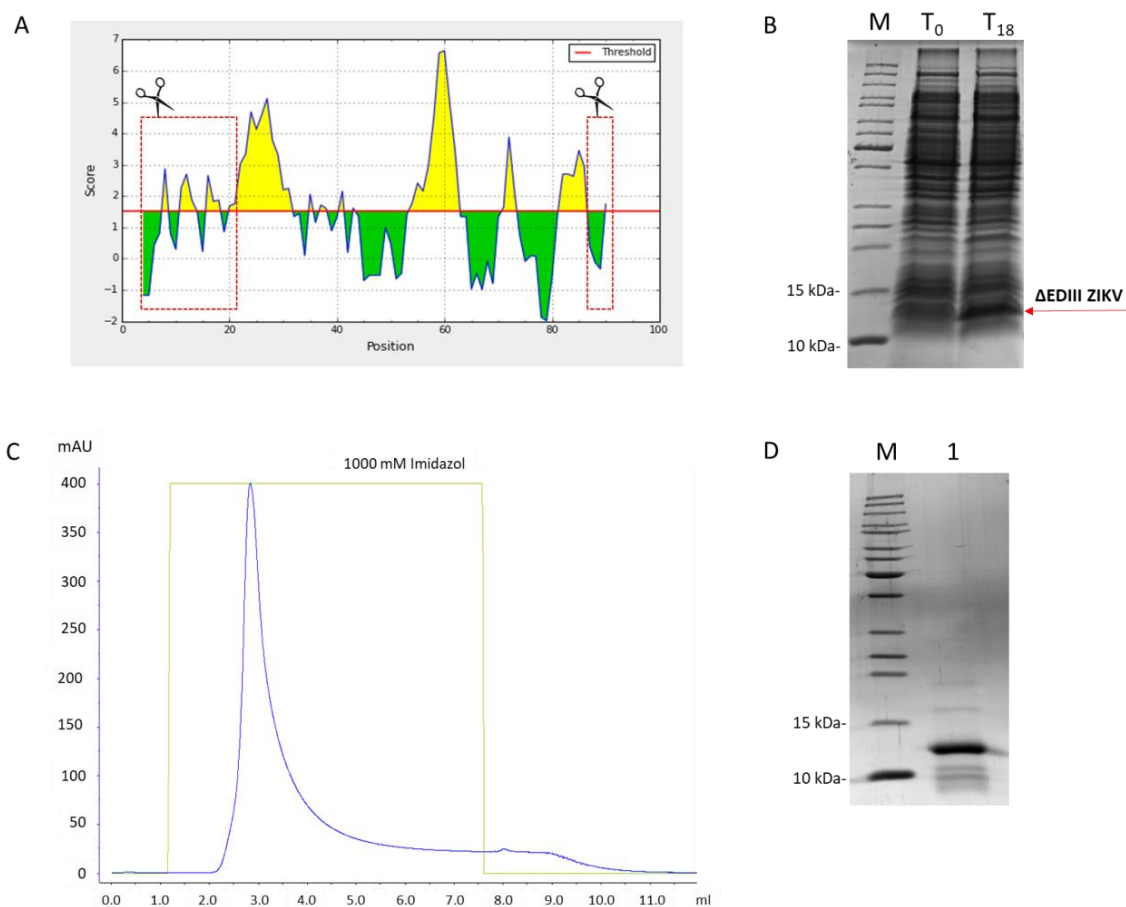 A
7
6
5
4
3
2
1
0
−1
−2
Score
0
20
40
60
80
100
Position
Threshold
B
M T0 T18
15 kDa-
10 kDa-
ΔEDIII ZIKV
C
mAU
1000 mM Imidazol
400
350
300
250
200
150
100
50
0
0.0 1.0 2.0 3.0 4.0 5.0 6.0 7.0 8.0 9.0 10.0 11.0 ml
D
M 1
15 kDa-
10 kDa-